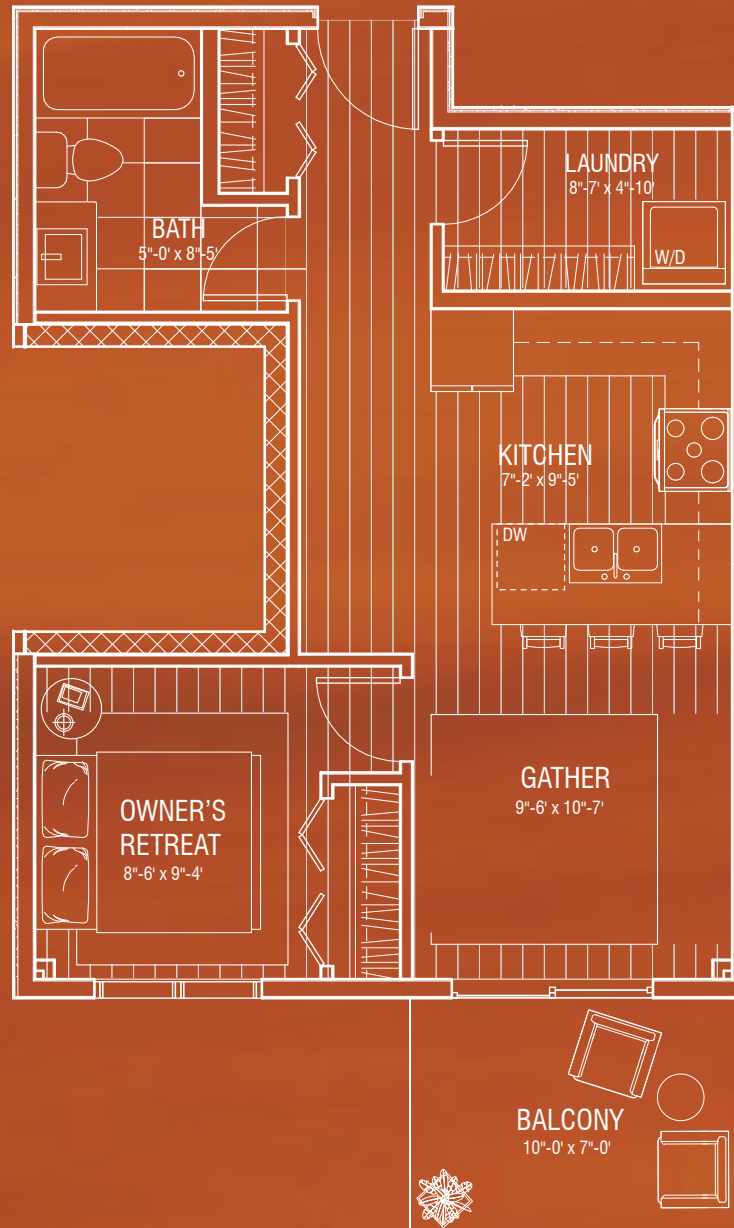 LAUNDRY
8"-7' x 4"-10'
W/D
BATH
5"-0' x 8"-5'
KITCHEN
7"-2' x 9"-5'
DW
GATHER
9"-6' x 10"-7'
OWNER'S
RETREAT
8"-6' x 9"-4'
BALCONY
10"-0' x 7"-0'